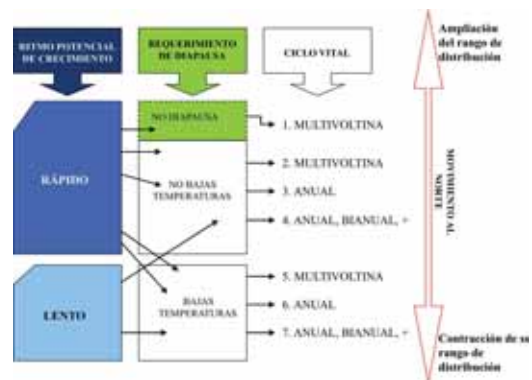 RITMO POTENCIAL
DE CRECIMIENTO
REQUERIMIENTO
DE DIAPAUSA
CICLO VITAL
Ampliación
del rango de
distribución
RÁPIDO
NO DIAPAUSA
NO BAJAS
TEMPERATURAS
1. MULTIVOLTINA
2. MULTIVOLTINA
3. ANUAL
4. ANUAL, BIANUAL, +
MOVIMIENTO AL
NORTE
LENTO
BAJAS
TEMPERATURAS
5. MULTIVOLTINA
6. ANUAL
7. ANUAL, BIANUAL, +
Contracción de su
rango de
distribución